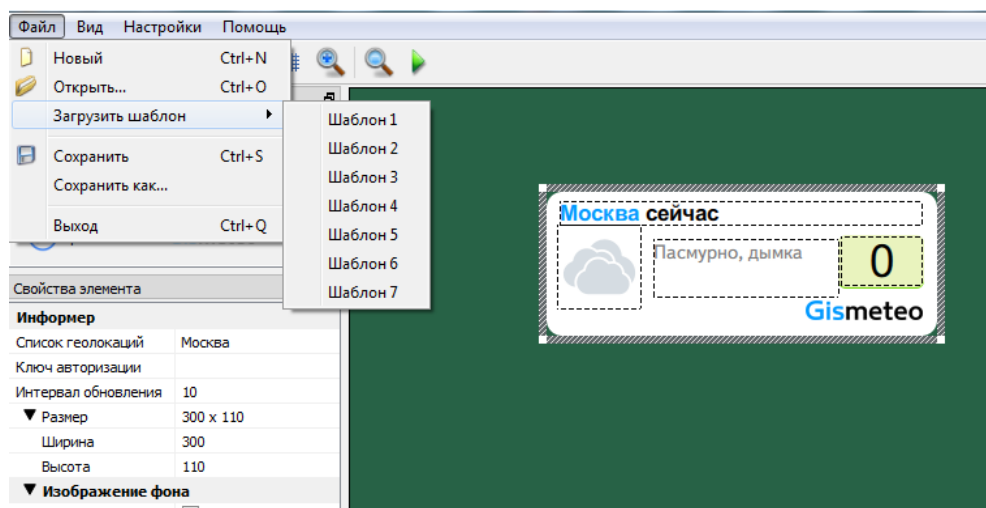 Файл Вид Настройки Помощь
Новый Ctrl+N
Открыть... Ctrl+O
Загрузить шаблон
Шаблон 1
Шаблон 2
Шаблон 3
Шаблон 4
Шаблон 5
Шаблон 6
Шаблон 7
Сохранить Ctrl+S
Сохранить как...
Выход Ctrl+Q
Свойства элемента
Информер
Список геолокаций Москва
Ключ авторизации
Интервал обновления 10
Размер 300 x 110
Ширина 300
Высота 110
Изображение фона
Москва сейчас
Пасмурно, дымка
0
Gismeteo